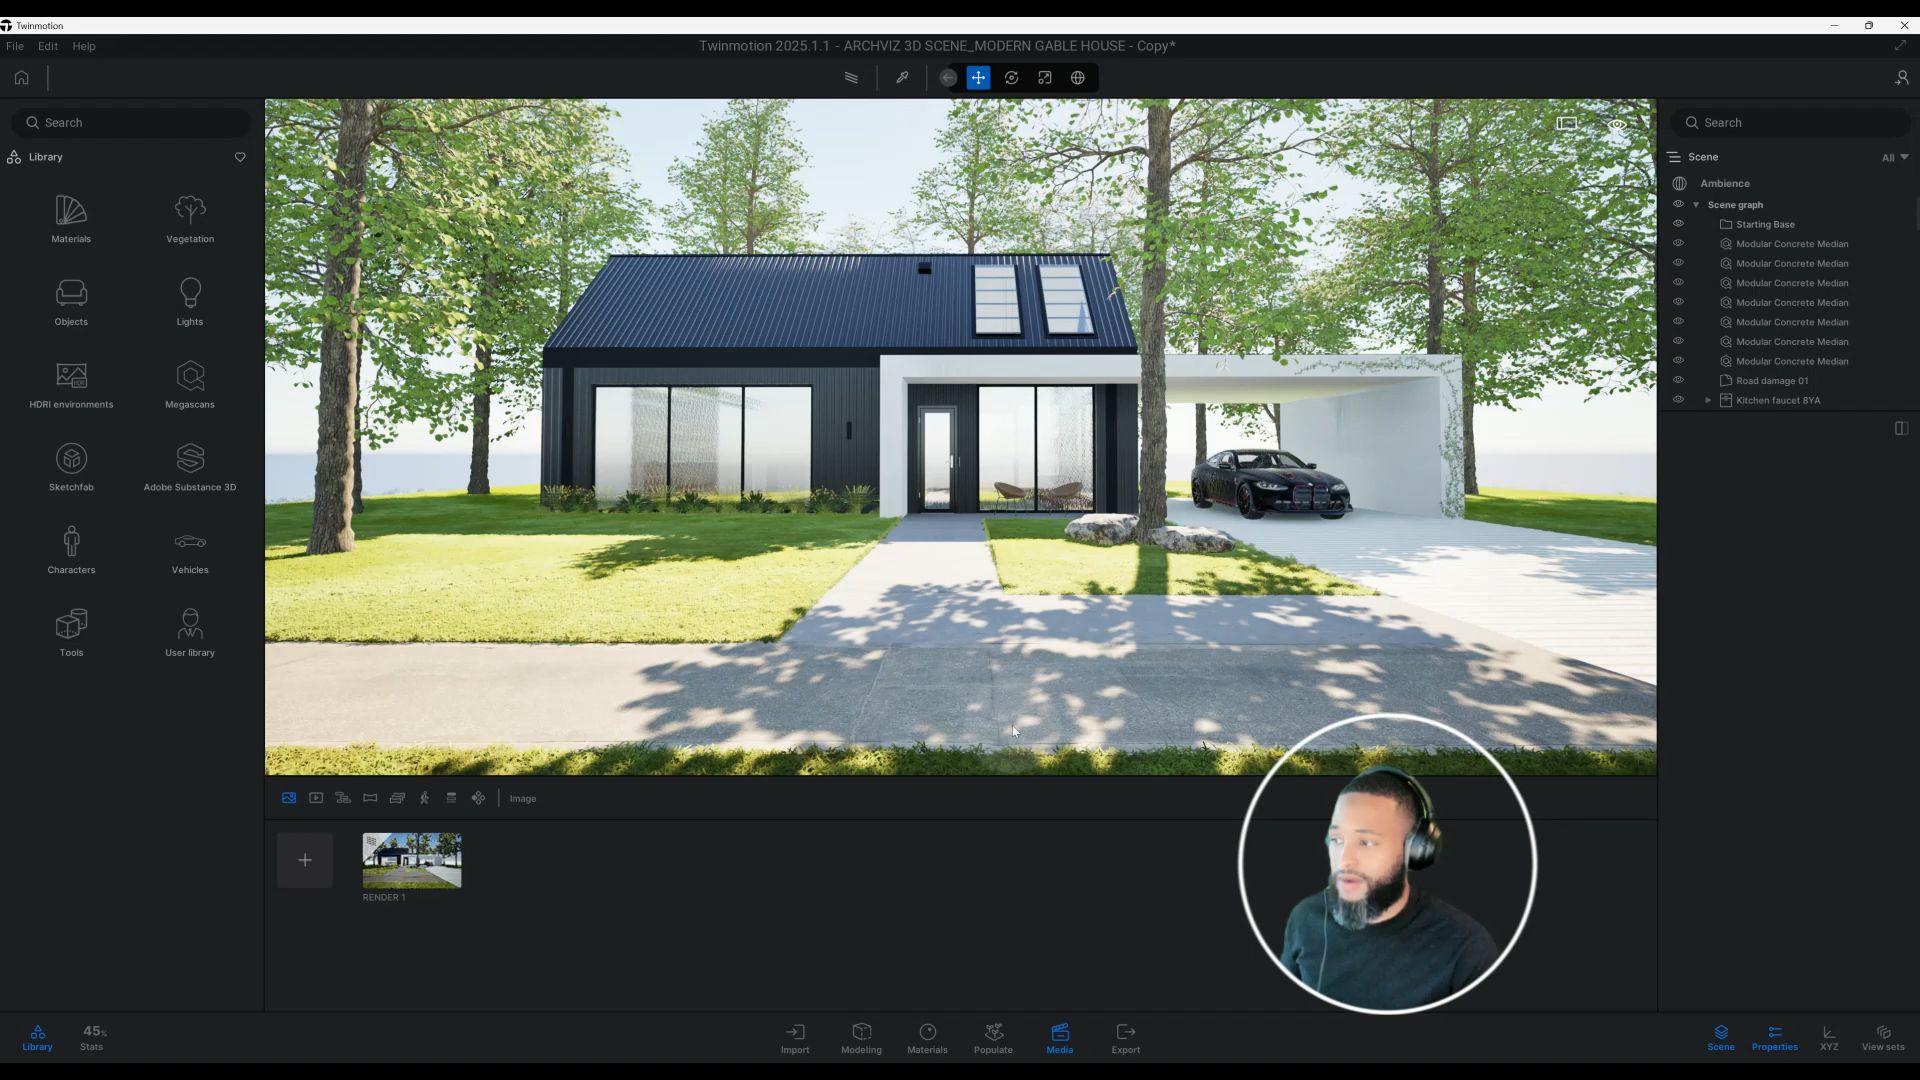 Twinmotion
File Edit Help
Twinmotion 2025.1.1 - ARCHVIZ 3D SCENE_MODERN GABLE HOUSE - Copy*
Search
Library
Materials
Vegetation
Objects
Lights
HDRI environments
Megascans
Sketchfab
Adobe Substance 3D
Characters
Vehicles
Tools
User library
Search
Scene
All
Ambience
Scene graph
Starting Base
Modular Concrete Median
Modular Concrete Median
Modular Concrete Median
Modular Concrete Median
Modular Concrete Median
Modular Concrete Median
Modular Concrete Median
Road damage 01
Kitchen faucet 8YA
Image
RENDER 1
Library
45%
Stats
Import
Modeling
Materials
Populate
Media
Export
Scene
Properties
XYZ
View sets